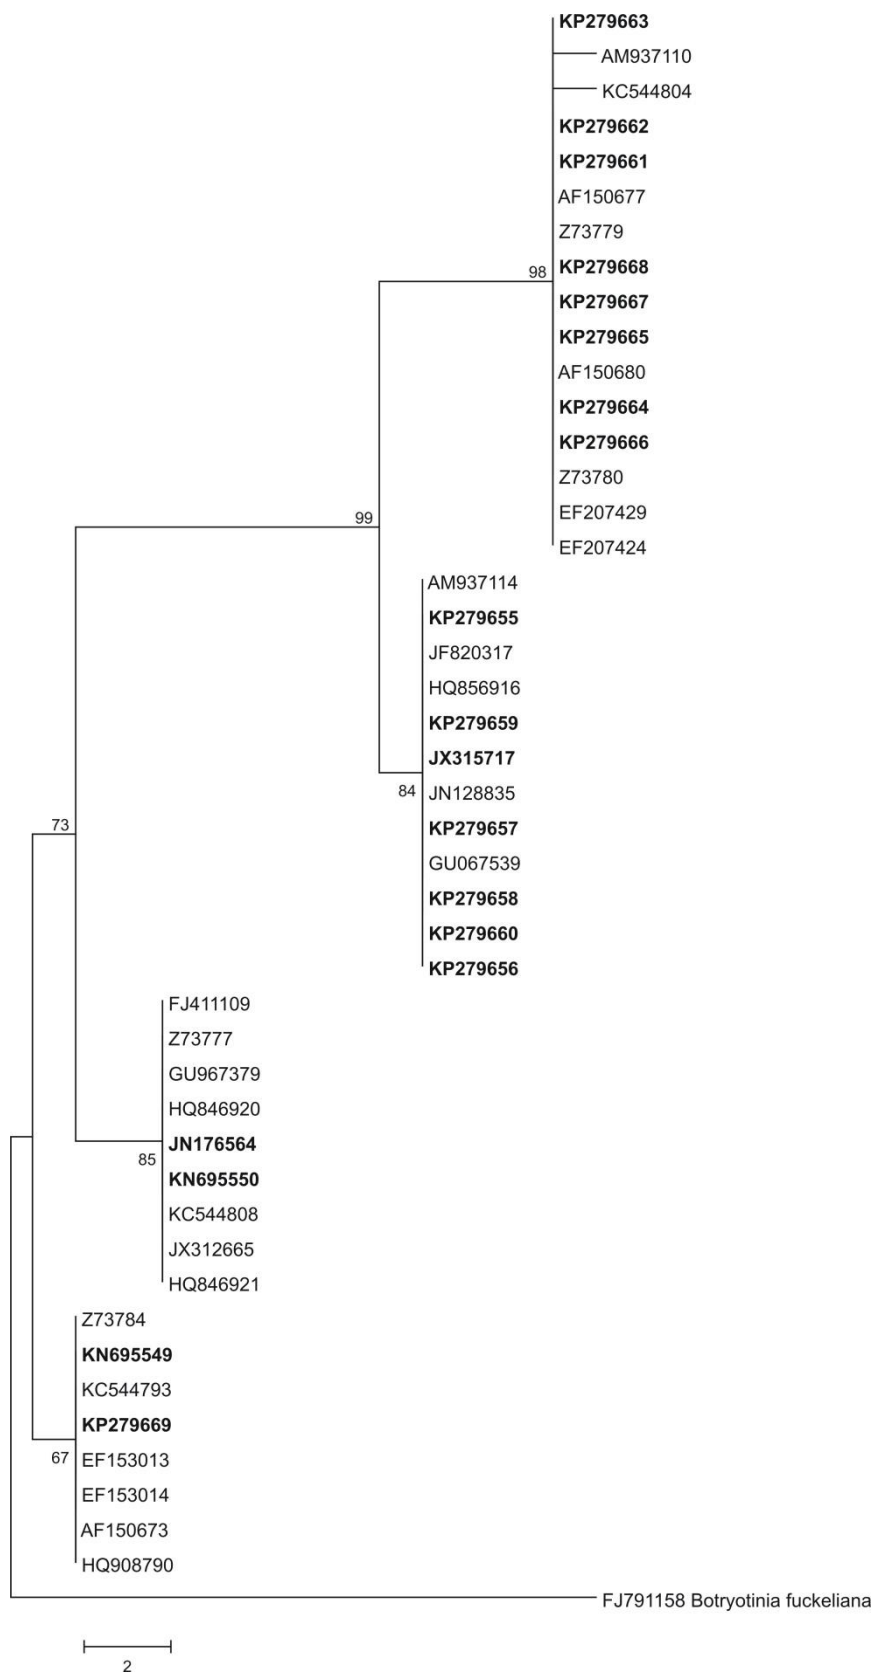 KP279663
AM937110
KC544804
KP279662
KP279661
AF150677
Z73779
98
KP279668
KP279667
KP279665
AF150680
KP279664
KP279666
Z73780
EF207429
99
EF207424
AM937114
KP279655
JF820317
HQ856916
KP279659
JX315717
84
JN128835
KP279657
73
GU067539
KP279658
KP279660
KP279656
FJ411109
Z73777
GU967379
HQ846920
JN176564
85
KN695550
KC544808
JX312665
HQ846921
Z73784
KN695549
KC544793
KP279669
67
EF153013
EF153014
AF150673
HQ908790
FJ791158 Botryotinia fuckeliana
2